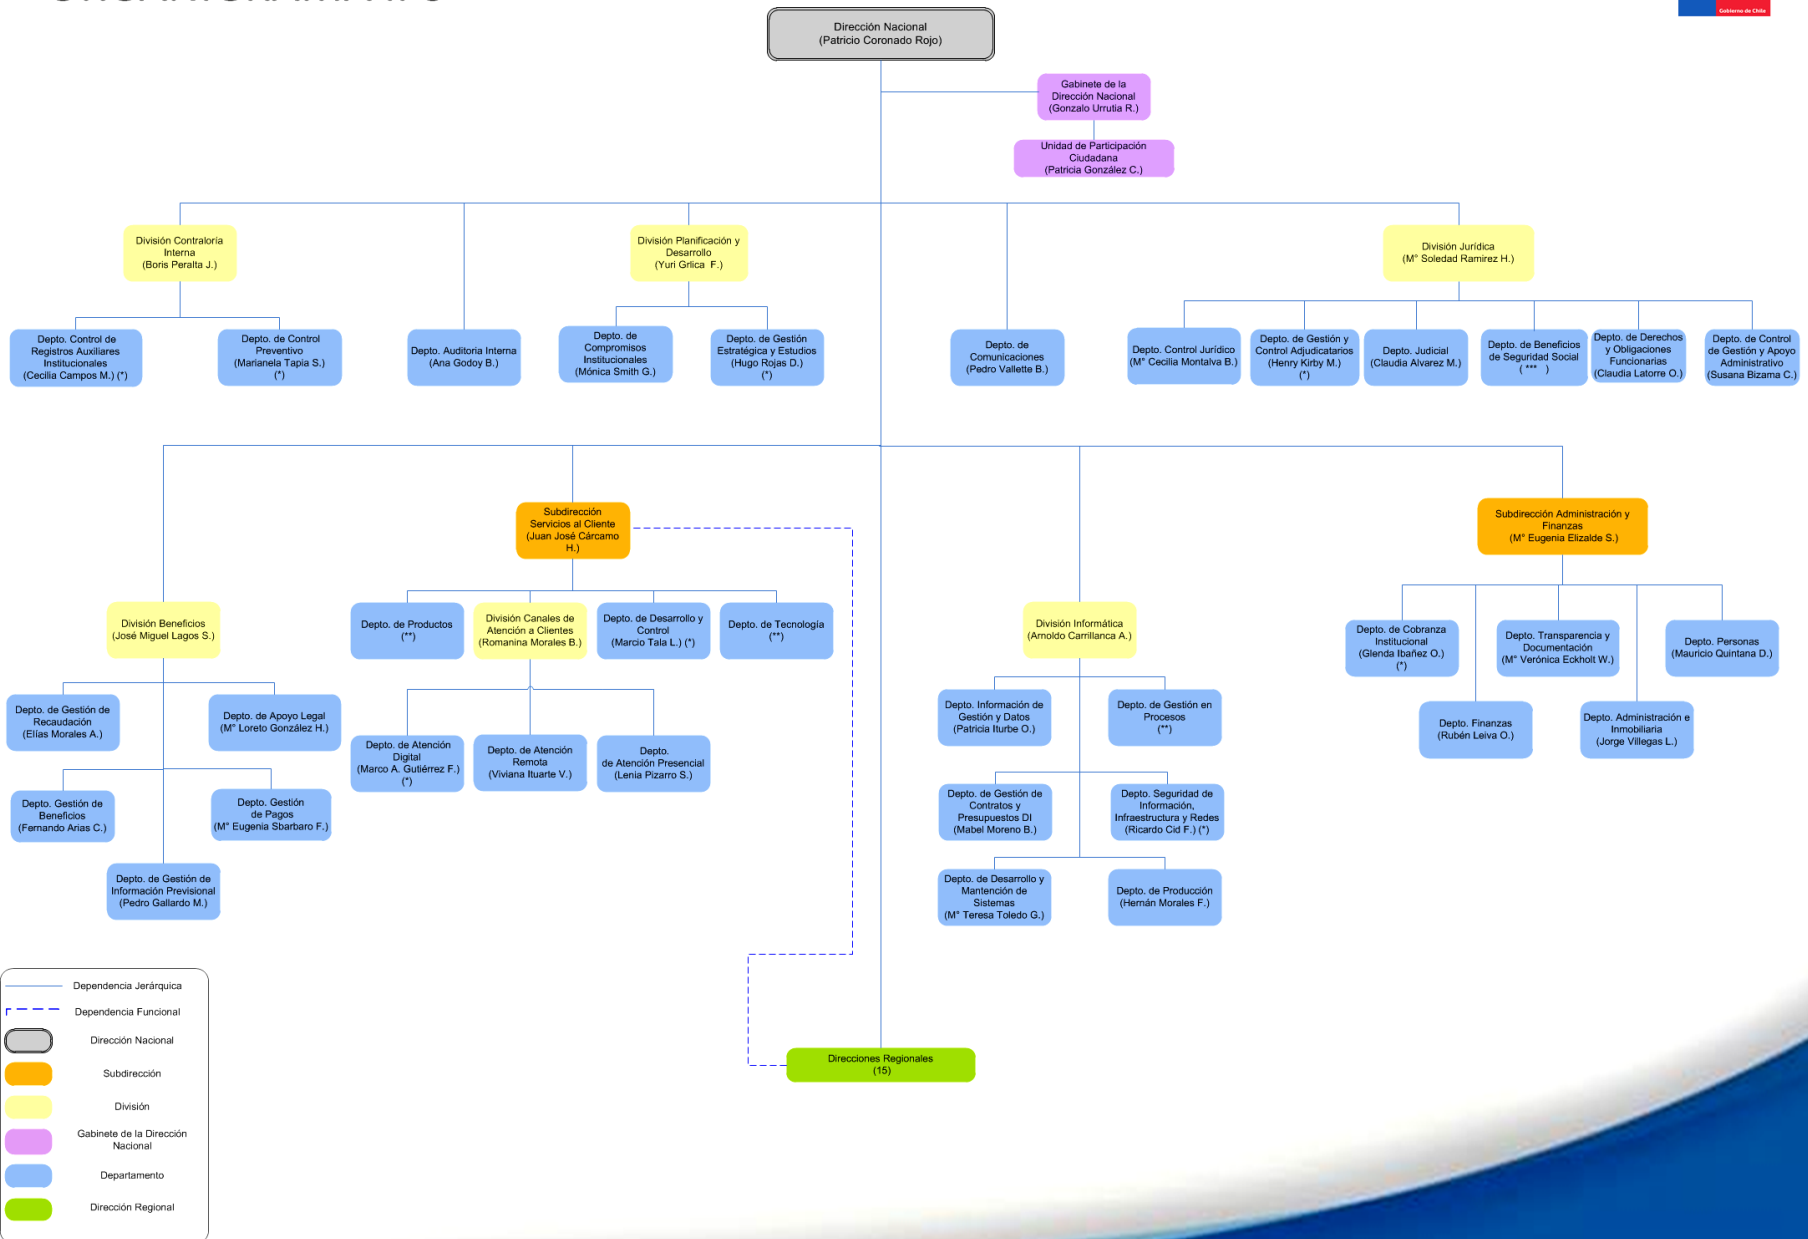 Gobierno de Chile
Dirección Nacional
(Patricio Coronado Rojo)
Gabinete de la
Dirección Nacional
(Gonzalo Urrutia R.)
Unidad de Participación
Ciudadana
(Patricia González C.)
División Contraloría
Interna
(Boris Peralta J.)
División Planificación y
Desarrollo
(Yuri Grlica F.)
División Jurídica
(M° Soledad Ramirez H.)
Depto. Control de
Registros Auxiliares
Institucionales
(Cecilia Campos M.) (*)
Depto. de Control
Preventivo
(Marianela Tapia S.)
(*)
Depto. Auditoria Interna
(Ana Godoy B.)
Depto. de
Compromisos
Institucionales
(Mónica Smith G.)
Depto. de Gestión
Estratégica y Estudios
(Hugo Rojas D.)
(*)
Depto. de
Comunicaciones
(Pedro Vallette B.)
Depto. Control Jurídico
(M° Cecilia Montalva B.)
Depto. de Gestión y
Control Adjudicatarios
(Henry Kirby M.)
(*)
Depto. Judicial
(Claudia Alvarez M.)
Depto. de Beneficios
de Seguridad Social
( *** )
Depto. de Derechos
y Obligaciones
Funcionarias
(Claudia Latorre O.)
Depto. de Control
de Gestión y Apoyo
Administrativo
(Susana Bizama C.)
Subdirección
Servicios al Cliente
(Juan José Cárcamo
H.)
Subdirección Administración y
Finanzas
(M° Eugenia Elizalde S.)
División Beneficios
(José Miguel Lagos S.)
Depto. de Productos
(**)
División Canales de
Atención a Clientes
(Romanina Morales B.)
Depto. de Desarrollo y
Control
(Marcio Tala L.) (*)
Depto. de Tecnología
(**)
División Informática
(Arnoldo Carrillanca A.)
Depto. de Cobranza
Institucional
(Glenda Ibañez O.)
(*)
Depto. Transparencia y
Documentación
(M° Verónica Eckholt W.)
Depto. Personas
(Mauricio Quintana D.)
Depto. de Gestión de
Recaudación
(Elías Morales A.)
Depto. de Apoyo Legal
(M° Loreto González H.)
Depto. de Atención
Digital
(Marco A. Gutiérrez F.)
(*)
Depto. de Atención
Remota
(Viviana Ituarte V.)
Depto.
de Atención Presencial
(Lenia Pizarro S.)
Depto. Información de
Gestión y Datos
(Patricia Iturbe O.)
Depto. de Gestión en
Procesos
(**)
Depto. Finanzas
(Rubén Leiva O.)
Depto. Administración e
Inmobiliaria
(Jorge Villegas L.)
Depto. Gestión de
Beneficios
(Fernando Arias C.)
Depto. Gestión
de Pagos
(M° Eugenia Sbarbaro F.)
Depto. de Gestión de
Contratos y
Presupuestos DI
(Mabel Moreno B.)
Depto. Seguridad de
Información,
Infraestructura y Redes
(Ricardo Cid F.) (*)
Depto. de Gestión de
Información Previsional
(Pedro Gallardo M.)
Depto. de Desarrollo y
Mantención de
Sistemas
(M° Teresa Toledo G.)
Depto. de Producción
(Hernán Morales F.)
Direcciones Regionales
(15)
Dependencia Jerárquica
Dependencia Funcional
Dirección Nacional
Subdirección
División
Gabinete de la Dirección
Nacional
Departamento
Dirección Regional